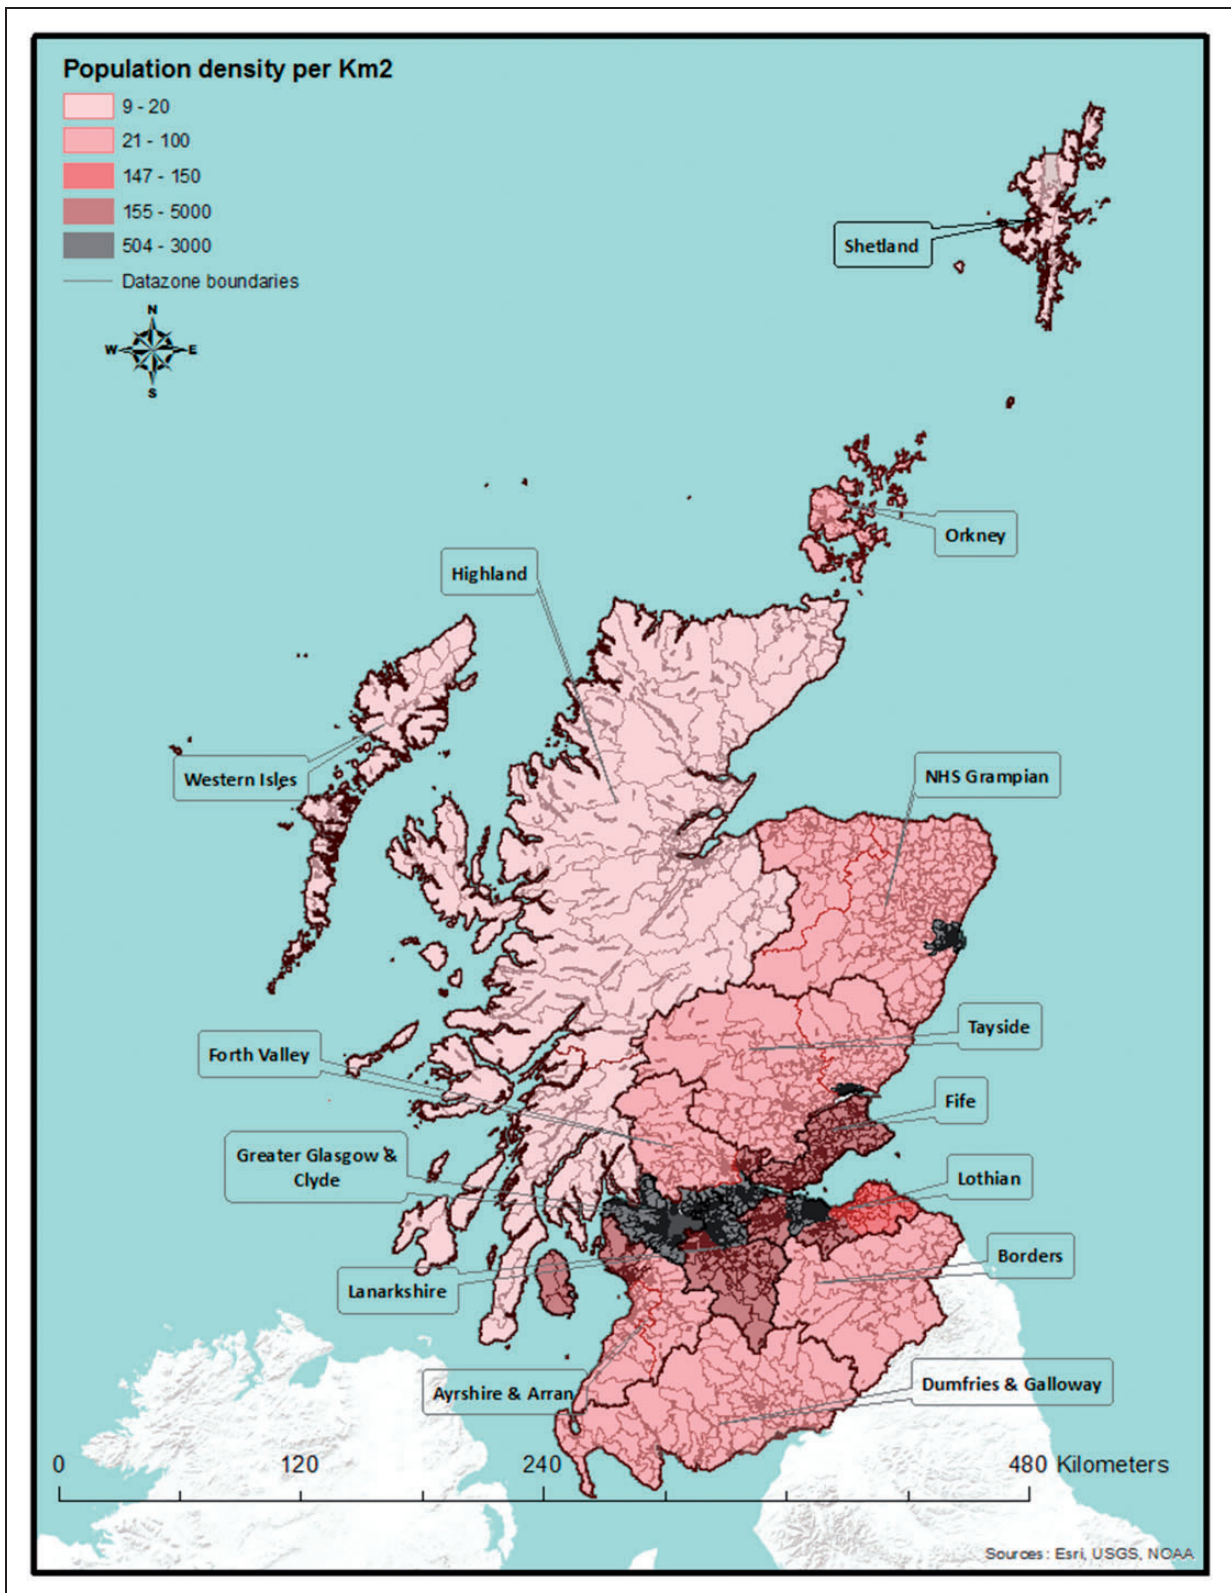 Population density per Km2
9 - 20
21 - 100
147 - 150
155 - 5000
504 - 3000
Datazone boundaries
N
W E
S
Shetland
Orkney
Highland
Western Isles
NHS Grampian
Tayside
Forth Valley
Fife
Greater Glasgow &
Clyde
Lothian
Borders
Lanarkshire
Ayrshire & Arran
Dumfries & Galloway
0 120 240 480 Kilometers
Sources: Esri, USGS, NOAA